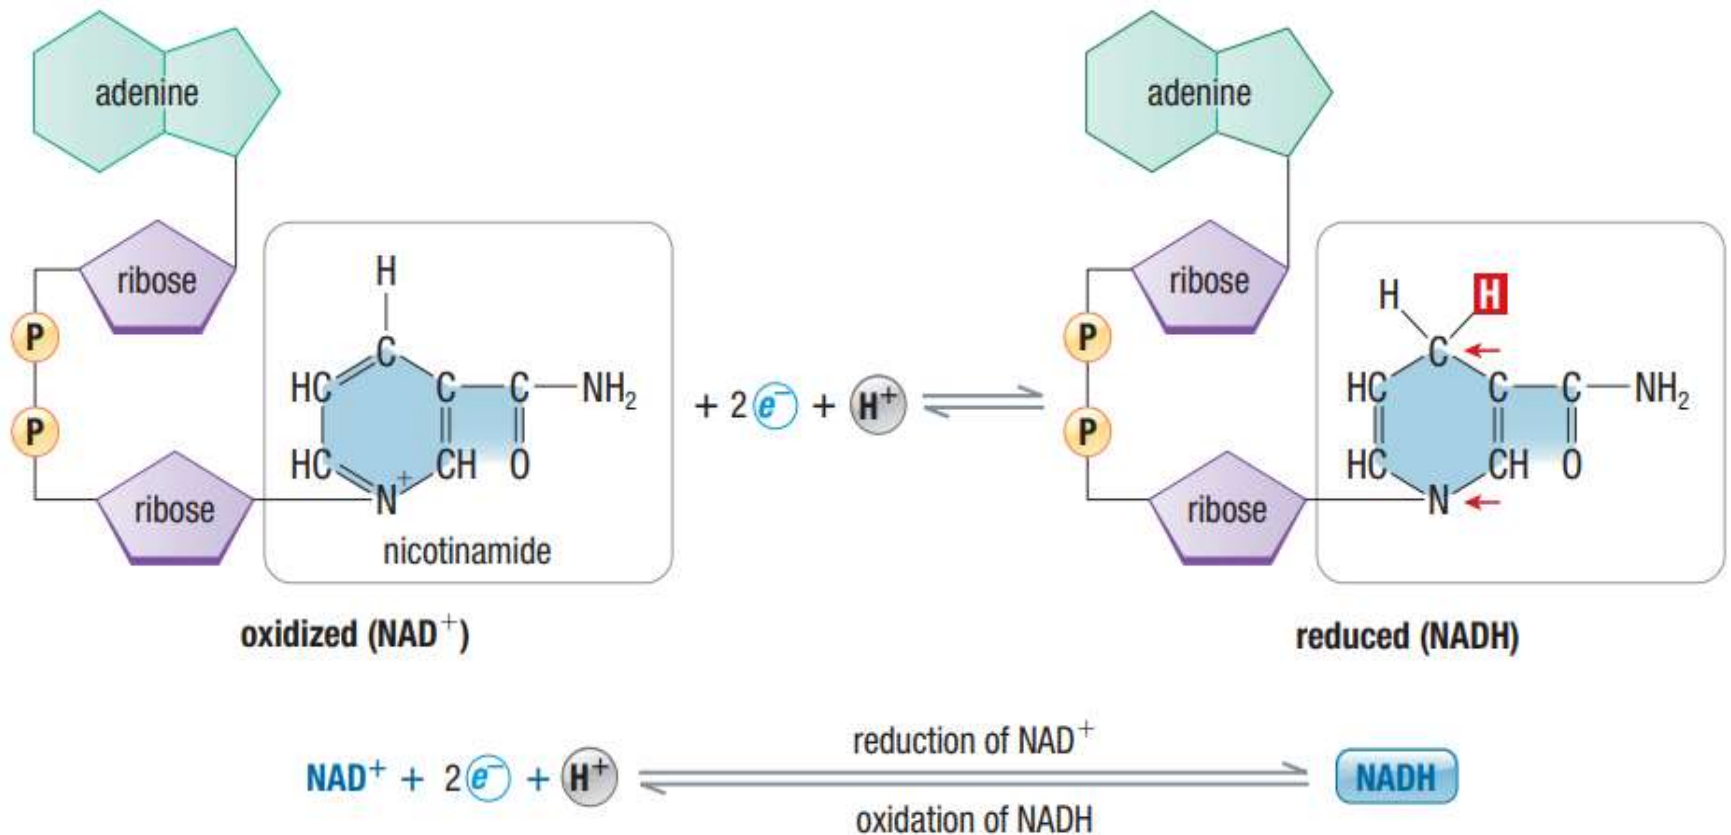 adenine
adenine
ribose
ribose
P
P
P
P
ribose
ribose
H
C
HC
C
C
NH₂
HC
N⁺
CH
O
nicotinamide
+ 2 e⁻ + H⁺
H
H
C
HC
C
C
NH₂
HC
N
CH
O
oxidized (NAD⁺)
reduced (NADH)
reduction of NAD⁺
NAD⁺ + 2 e⁻ + H⁺
NADH
oxidation of NADH